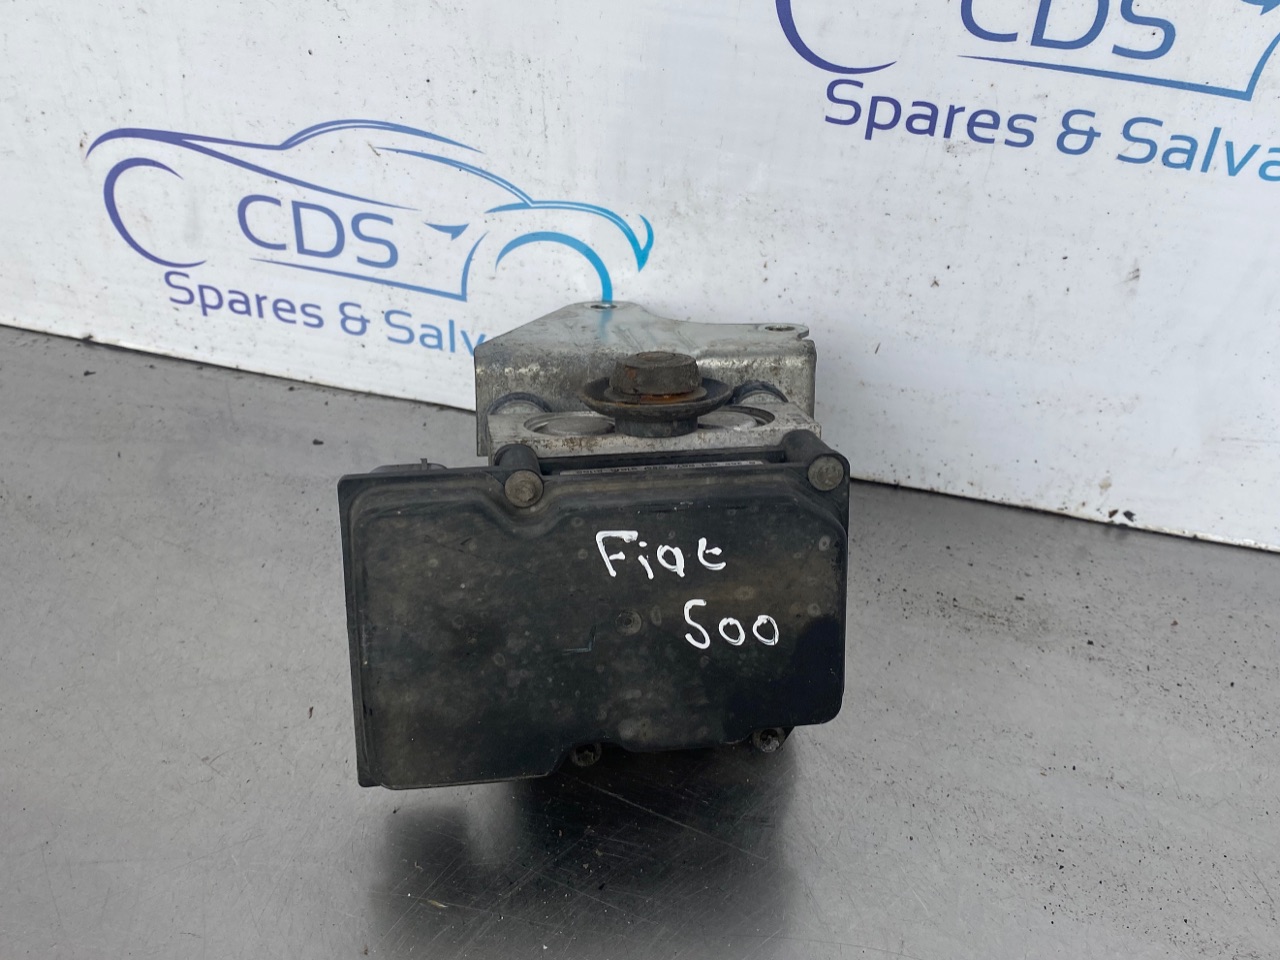 CDS
Spares & Salva
CDS
Spares & Salv
Fiat
500